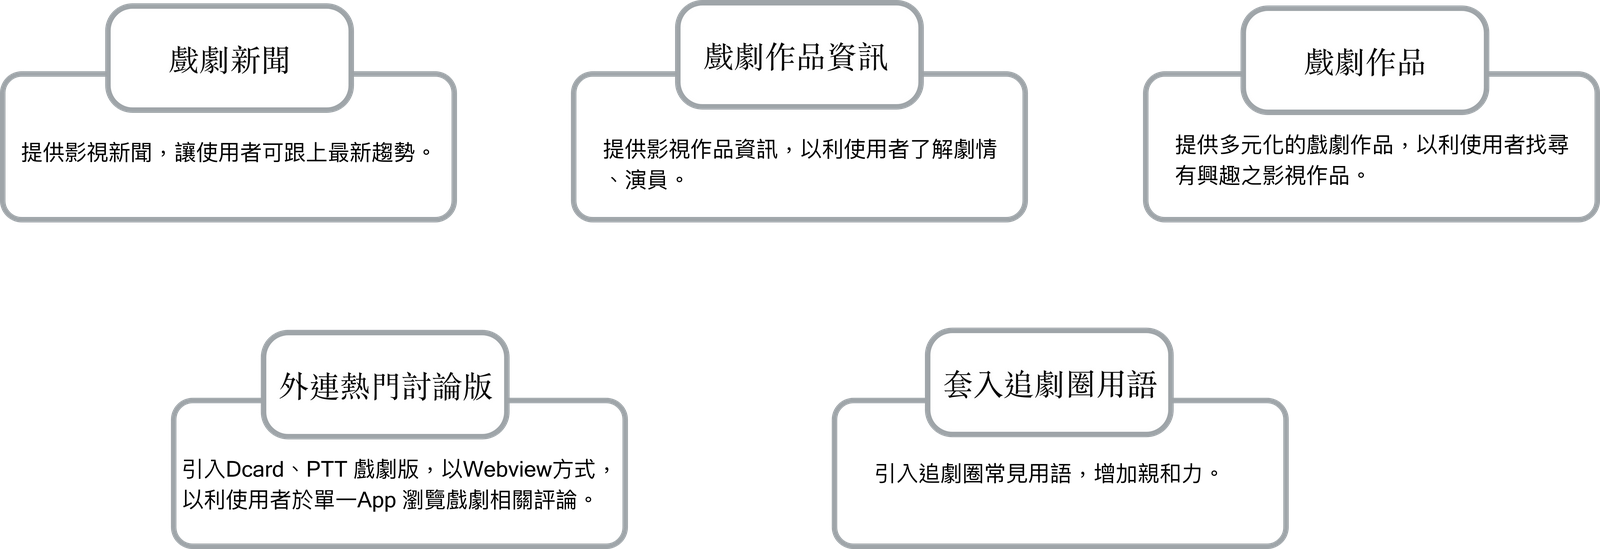 戲劇新聞
提供影視新聞，讓使用者可跟上最新趨勢。
戲劇作品資訊
提供影視作品資訊，以利使用者了解劇情
、演員。
戲劇作品
提供多元化的戲劇作品，以利使用者找尋
有興趣之影視作品。
外連熱門討論版
引入Dcard、PTT 戲劇版，以Webview方式，
以利使用者於單一App 瀏覽戲劇相關評論。
套入追劇圈用語
引入追劇圈常見用語，增加親和力。